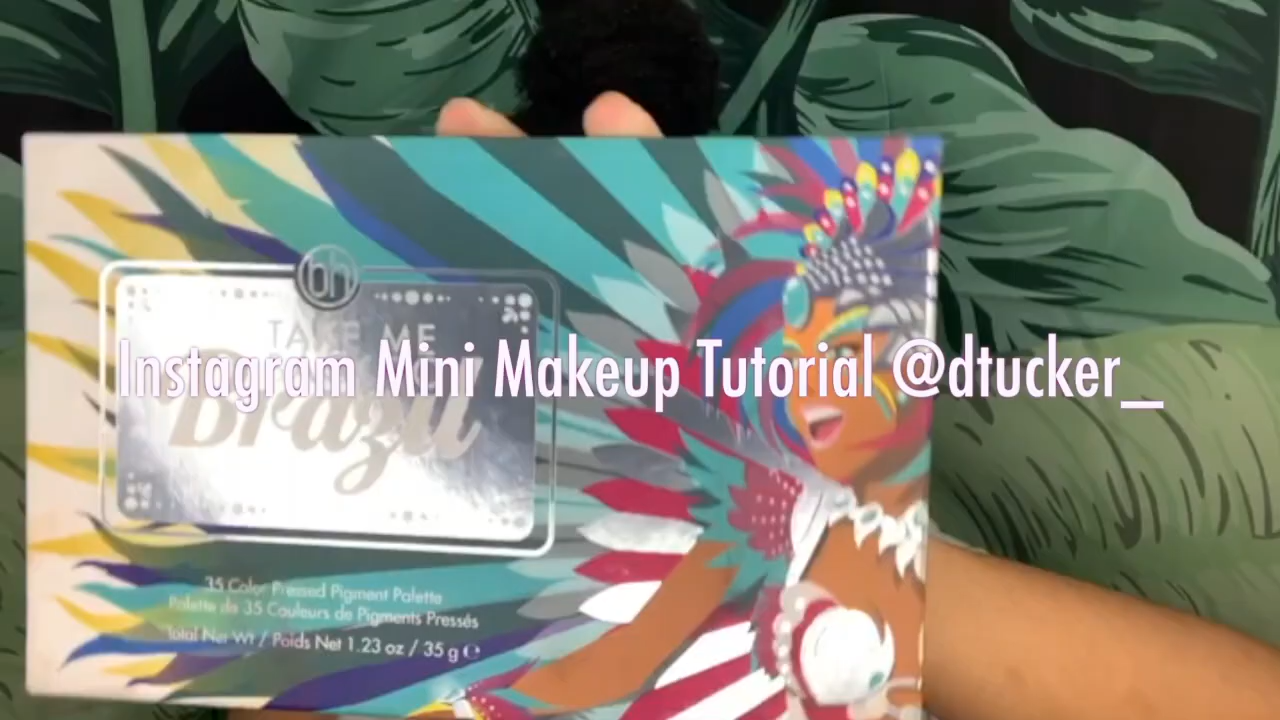 bh
TAKE ME
Brazil
Instagram Mini Makeup Tutorial @dtucker_
35 Color Pressed Pigment Palette
Palette de 35 Couleurs de Pigments Pressés
Total Net Wt / Poids Net 1.23 oz / 35 g ℮